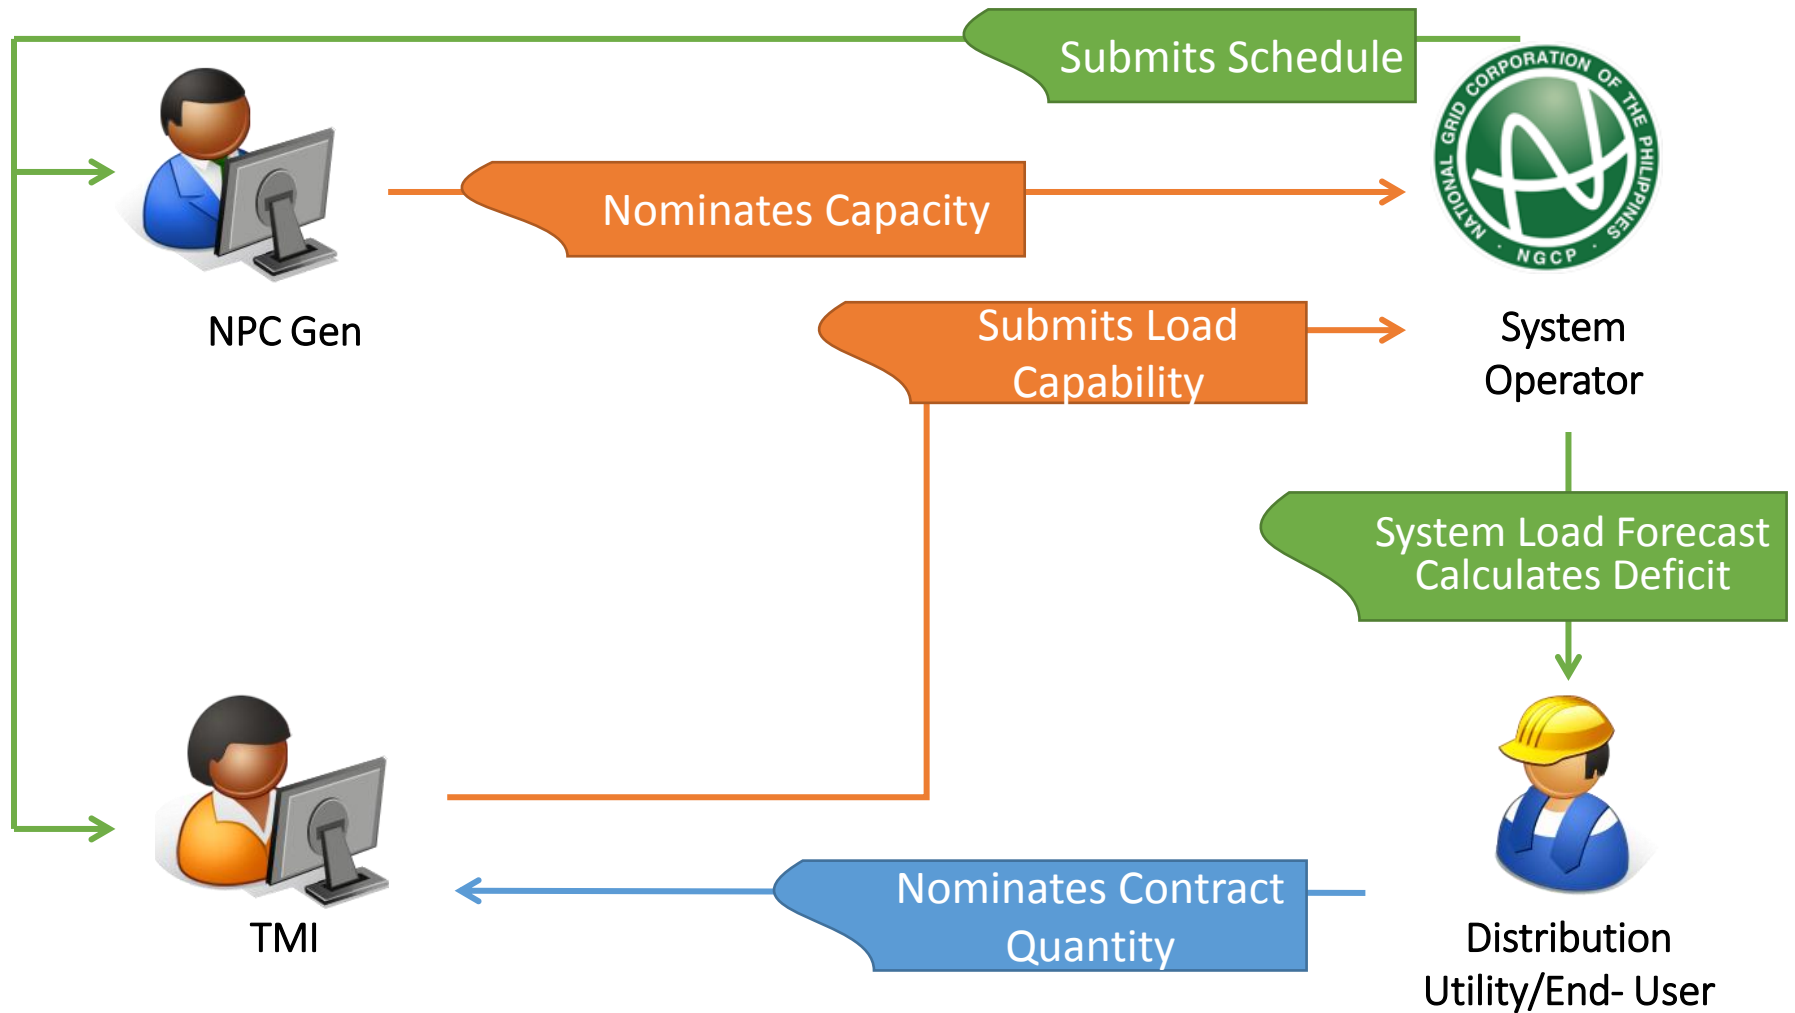 Submits Schedule
NATIONAL GRID CORPORATION OF THE PHILIPPINES
· NGCP ·
Nominates Capacity
NPC Gen
Submits Load
Capability
System
Operator
System Load Forecast
Calculates Deficit
Nominates Contract
Quantity
TMI
Distribution
Utility/End- User